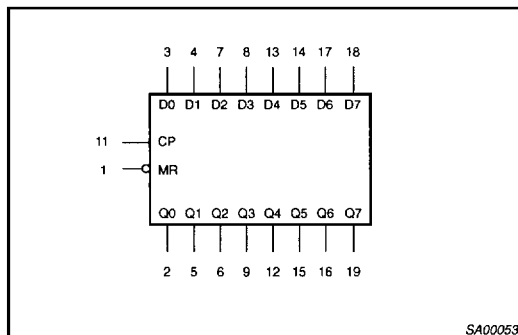 3 4 7 8 13 14 17 18
D0 D1 D2 D3 D4 D5 D6 D7
11 CP
1 MR
Q0 Q1 Q2 Q3 Q4 Q5 Q6 Q7
2 5 6 9 12 15 16 19
SA00053